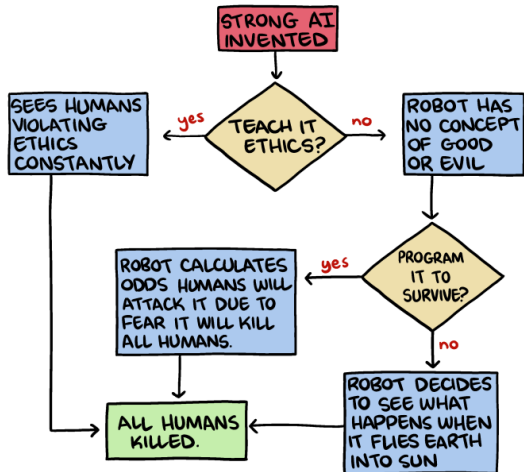 STRONG AI
INVENTED
SEES HUMANS
VIOLATING
ETHICS
CONSTANTLY
yes
TEACH IT
ETHICS?
no
ROBOT HAS
NO CONCEPT
OF GOOD
OR EVIL
ROBOT CALCULATES
ODDS HUMANS WILL
ATTACK IT DUE TO
FEAR IT WILL KILL
ALL HUMANS.
yes
PROGRAM
IT TO
SURVIVE?
no
ALL HUMANS
KILLED.
ROBOT DECIDES
TO SEE WHAT
HAPPENS WHEN
IT FLIES EARTH
INTO SUN